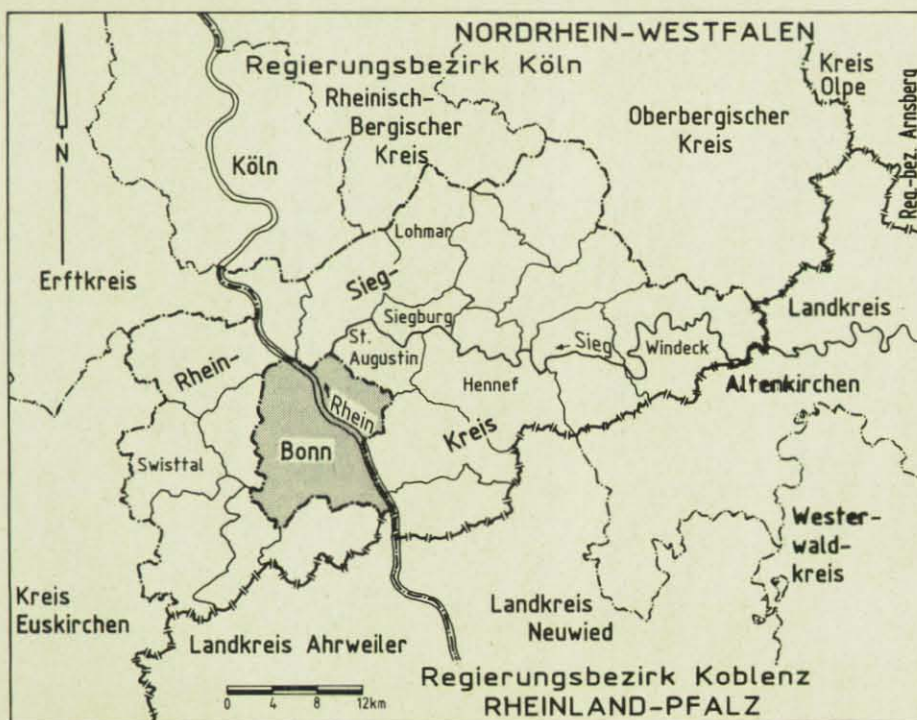 NORDRHEIN-WESTFALEN
Regierungsbezirk Köln
Kreis
Olpe
Reg.-bez. Arnsberg
Rheinisch-
Bergischer
Kreis
Oberbergischer
Kreis
N
Köln
Lohmar
Erftkreis
Sieg-
Landkreis
Siegburg
St.
Augustin
Sieg
Windeck
Rhein-
Hennef
Altenkirchen
Rhein
Kreis
Bonn
Swisttal
Wester-
wald-
kreis
Kreis
Euskirchen
Landkreis
Neuwied
Landkreis Ahrweiler
Regierungsbezirk Koblenz
RHEINLAND-PFALZ
0 4 8 12km